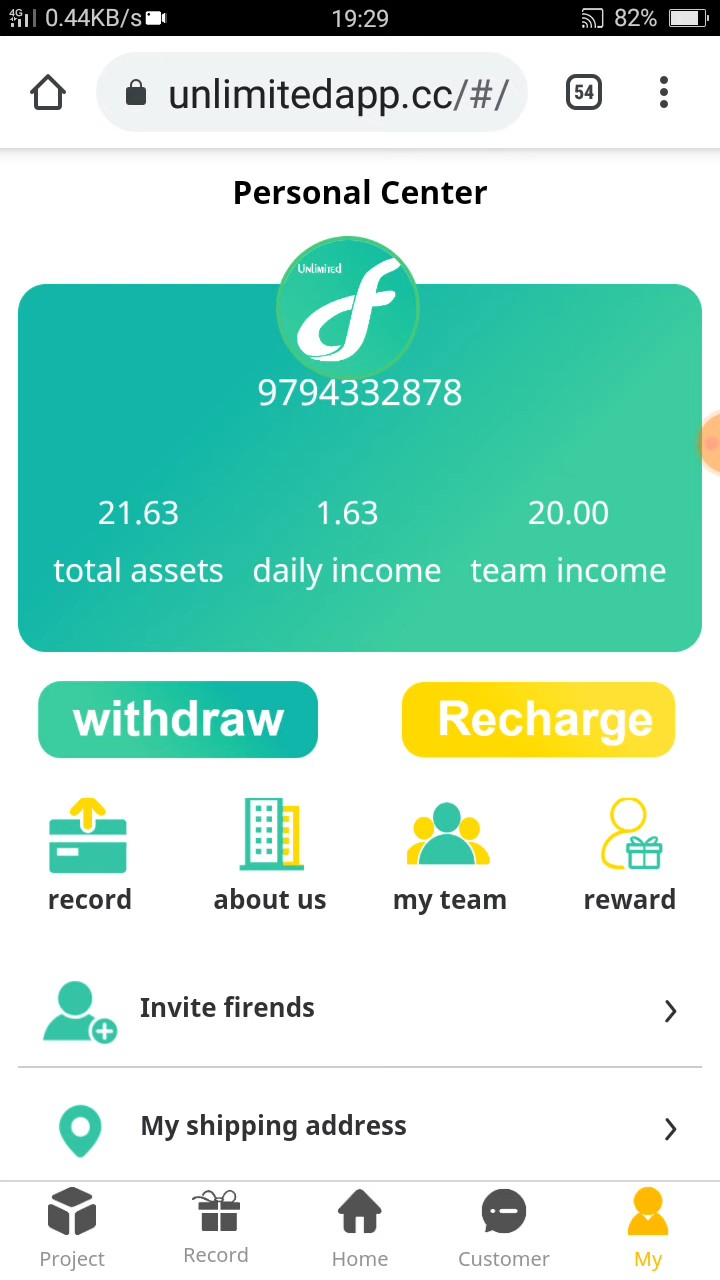 4G 0.44KB/s 19:29 82%
unlimitedapp.cc/#/ 54
Personal Center
Unlimited
9794332878
21.63 1.63 20.00
total assets daily income team income
withdraw Recharge
record about us my team reward
Invite firends
My shipping address
Project Record Home Customer My